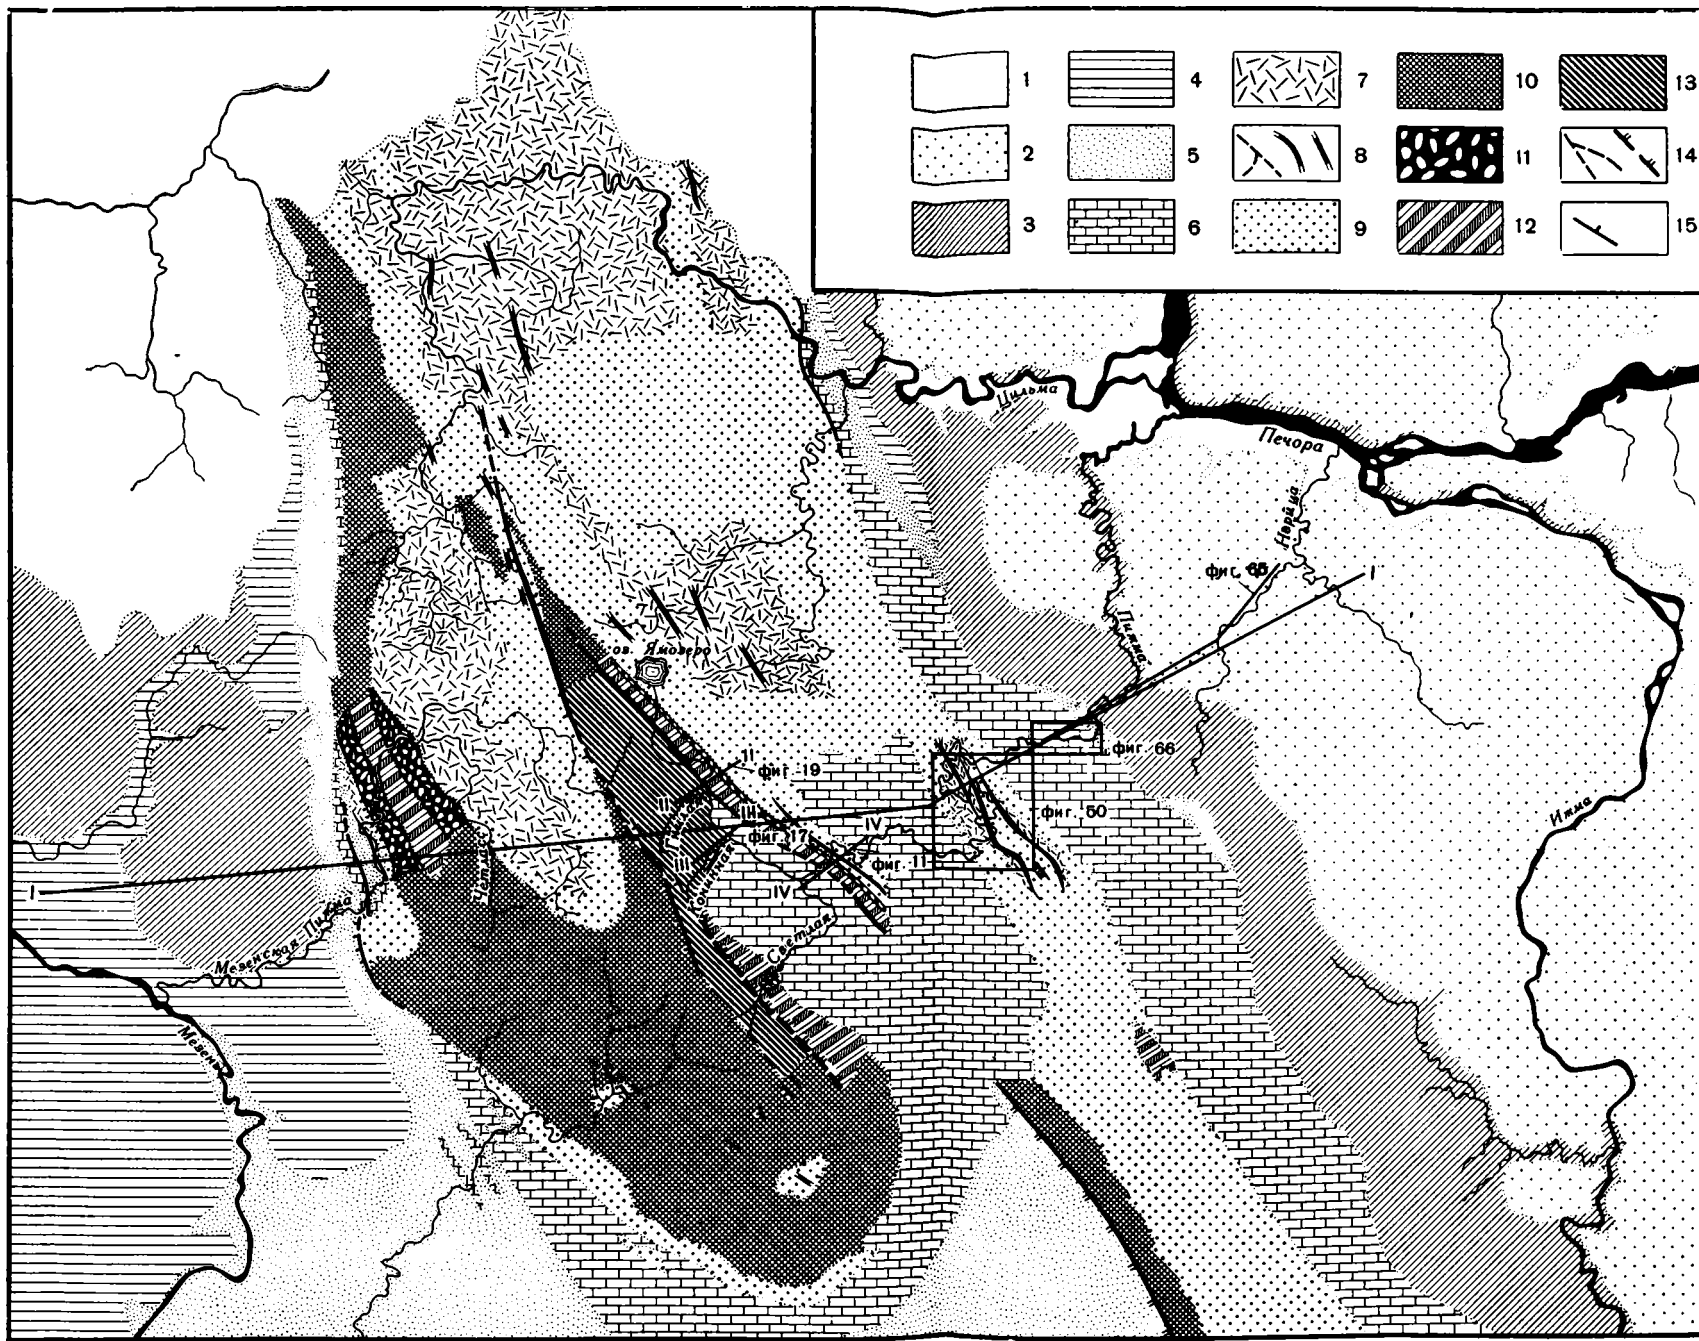 1 4 7 10 13
2 5 8 11 14
3 6 9 12 15
Цильма
Печора
Нерица
фиг. 65
I
Пижма
оз. Ямозеро
II
фиг. 19
фиг. 66
II
фиг. 50
III
IV
фиг. 17
фиг. 11
Ижма
I
IV
Светлая
Мезенская Пижма
Мезень